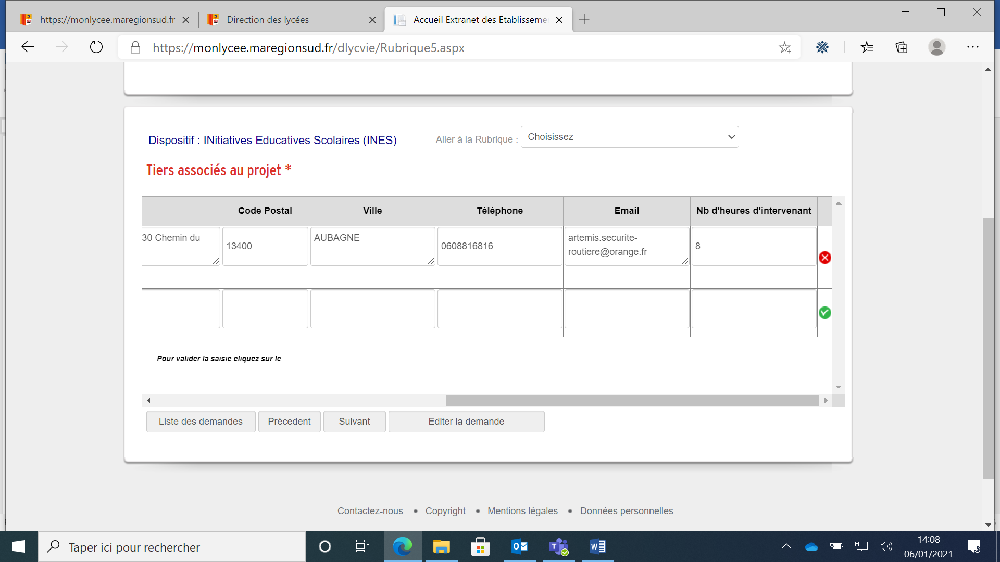 https://monlycee.maregionsud.fr
Direction des lycées
Accueil Extranet des Etablisseme
https://monlycee.maregionsud.fr/dlycvie/Rubrique5.aspx
Dispositif : INitiatives Educatives Scolaires (INES)
Aller à la Rubrique :
Choisissez
Tiers associés au projet *
Code Postal
Ville
Téléphone
Email
Nb d'heures d'intervenant
30 Chemin du
13400
AUBAGNE
0608816816
artemis.securite-
routiere@orange.fr
8
Pour valider la saisie cliquez sur le
Liste des demandes
Précedent
Suivant
Editer la demande
Contactez-nous • Copyright • Mentions légales • Données personnelles
Taper ici pour rechercher
14:08
06/01/2021